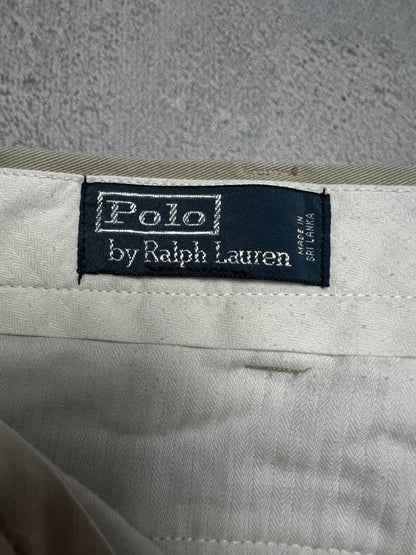 Polo
by Ralph Lauren
MADE IN
SRI LANKA